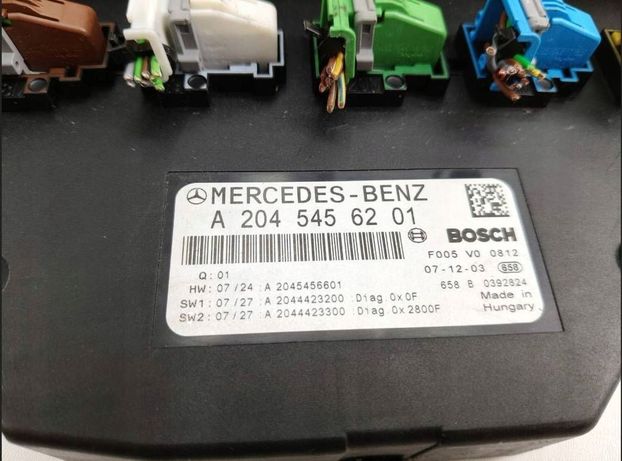 MERCEDES-BENZ
A 204 545 62 01
BOSCH
F005 V0 0812
Q: 01
07-12-03 658
HW: 07/24 :A 2045456601
658 B 0392824
SW1: 07/27 :A 2044423200 :Diag.0x0F
Made in
SW2: 07/27 :A 2044423300 :Diag.0x2800F
Hungary